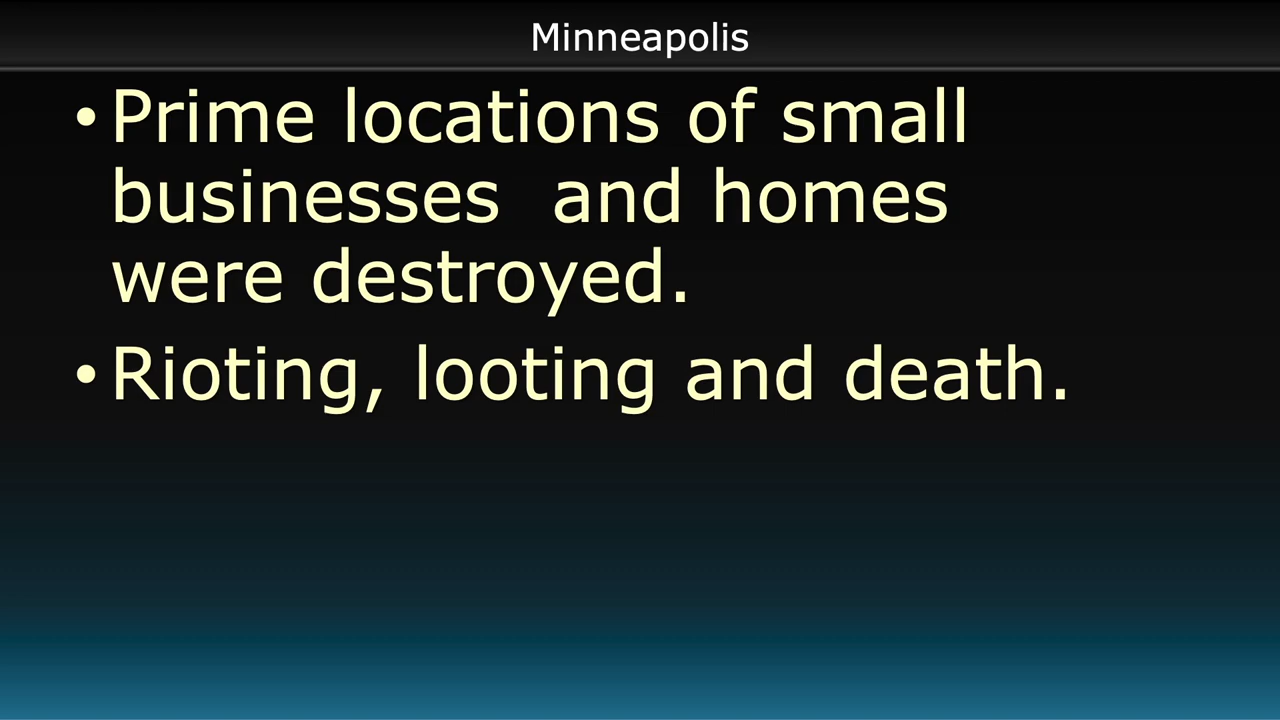 Minneapolis
• Prime locations of small
businesses  and homes
were destroyed.
• Rioting, looting and death.